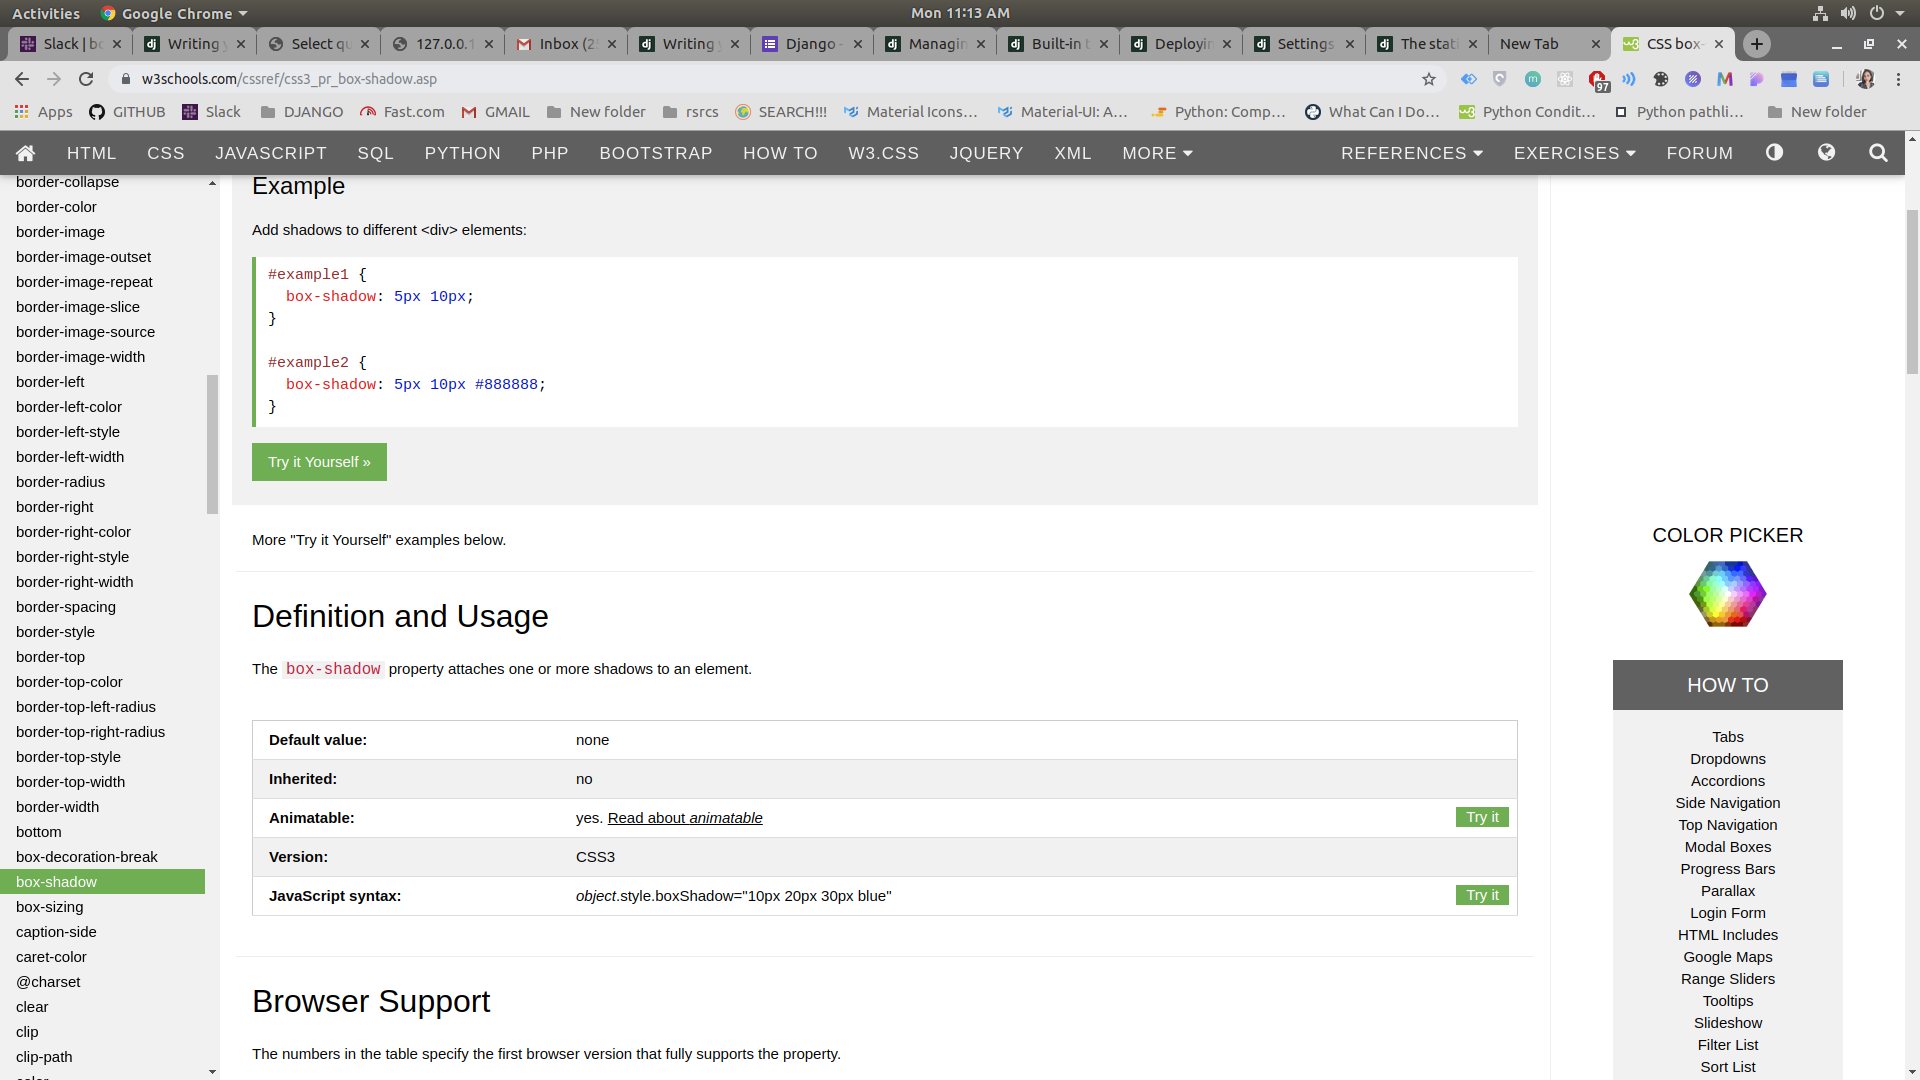 Activities
Google Chrome
Mon 11:13 AM
Slack | bo
Writing y
Select qu
127.0.0.1
Inbox (2
Writing y
Django -
Managin
Built-in t
Deployin
Settings
The stati
New Tab
CSS box-
w3schools.com/cssref/css3_pr_box-shadow.asp
97
Apps
GITHUB
Slack
DJANGO
Fast.com
GMAIL
New folder
rsrcs
SEARCH!!!
Material Icons…
Material-UI: A…
Python: Comp…
What Can I Do…
Python Condit…
Python pathli…
New folder
HTML
CSS
JAVASCRIPT
SQL
PYTHON
PHP
BOOTSTRAP
HOW TO
W3.CSS
JQUERY
XML
MORE
REFERENCES
EXERCISES
FORUM
border-collapse
border-color
border-image
border-image-outset
border-image-repeat
border-image-slice
border-image-source
border-image-width
border-left
border-left-color
border-left-style
border-left-width
border-radius
border-right
border-right-color
border-right-style
border-right-width
border-spacing
border-style
border-top
border-top-color
border-top-left-radius
border-top-right-radius
border-top-style
border-top-width
border-width
bottom
box-decoration-break
box-shadow
box-sizing
caption-side
caret-color
@charset
clear
clip
clip-path
color
Example
Add shadows to different <div> elements:
#example1 {
box-shadow: 5px 10px;
}
#example2 {
box-shadow: 5px 10px #888888;
}
Try it Yourself »
More "Try it Yourself" examples below.
Definition and Usage
The box-shadow property attaches one or more shadows to an element.
Default value: none
Inherited: no
Animatable: yes. Read about animatable Try it
Version: CSS3
JavaScript syntax: object.style.boxShadow="10px 20px 30px blue" Try it
Browser Support
The numbers in the table specify the first browser version that fully supports the property.
COLOR PICKER
HOW TO
Tabs
Dropdowns
Accordions
Side Navigation
Top Navigation
Modal Boxes
Progress Bars
Parallax
Login Form
HTML Includes
Google Maps
Range Sliders
Tooltips
Slideshow
Filter List
Sort List